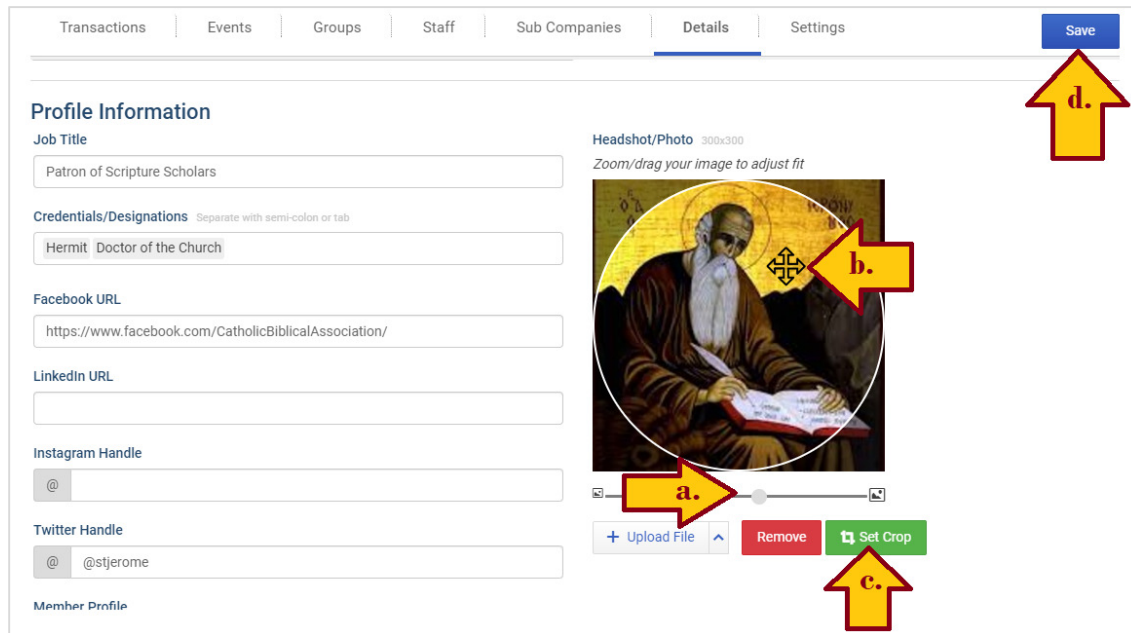 Transactions Events Groups Staff Sub Companies Details Settings Save
d.
Profile Information
Job Title
Patron of Scripture Scholars
Credentials/Designations Separate with semi-colon or tab
Hermit Doctor of the Church
Facebook URL
https://www.facebook.com/CatholicBiblicalAssociation/
LinkedIn URL
Instagram Handle
@
Twitter Handle
@ @stjerome
Member Profile
Headshot/Photo 300x300
Zoom/drag your image to adjust fit
b.
a.
+ Upload File Remove Set Crop
c.